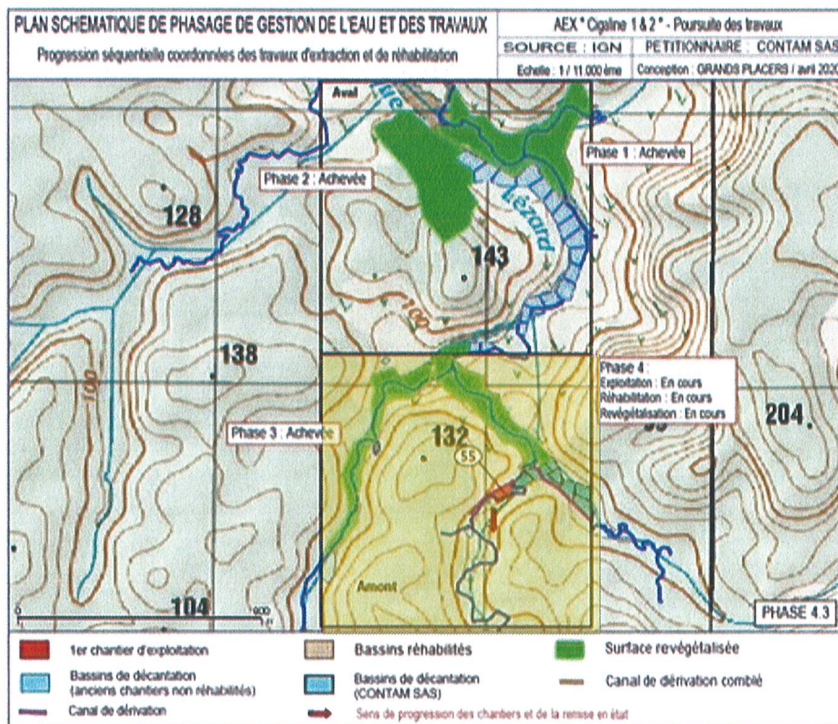 PLAN SCHEMATIQUE DE PHASAGE DE GESTION DE L'EAU ET DES TRAVAUX
Progression séquentielle coordonnées des travaux d'extraction et de réhabilitation
AEX " Cigaline 1 & 2 " - Poursuite des travaux
SOURCE : IGN
PETITIONNAIRE : CONTAM SAS
Echelle : 1 / 11.000 ème
Conception : GRANDS PLACERS / avril 2020
Aval
Phase 1 : Achevée
Phase 2 : Achevée
Lézard
128
143
100
138
100
Phase 4 :
Exploitation : En cours
Réhabilitation : En cours
Revégétalisation : En cours
204
Phase 3 : Achevée
132
55
Amont
104
0
PHASE 4.3
1er chantier d'exploitation
Bassins réhabilités
Surface revégétalisée
Bassins de décantation
(anciens chantiers non réhabilités)
Bassins de décantation
(CONTAM SAS)
Canal de dérivation comblé
Canal de dérivation
Sens de progression des chantiers et de la remise en état